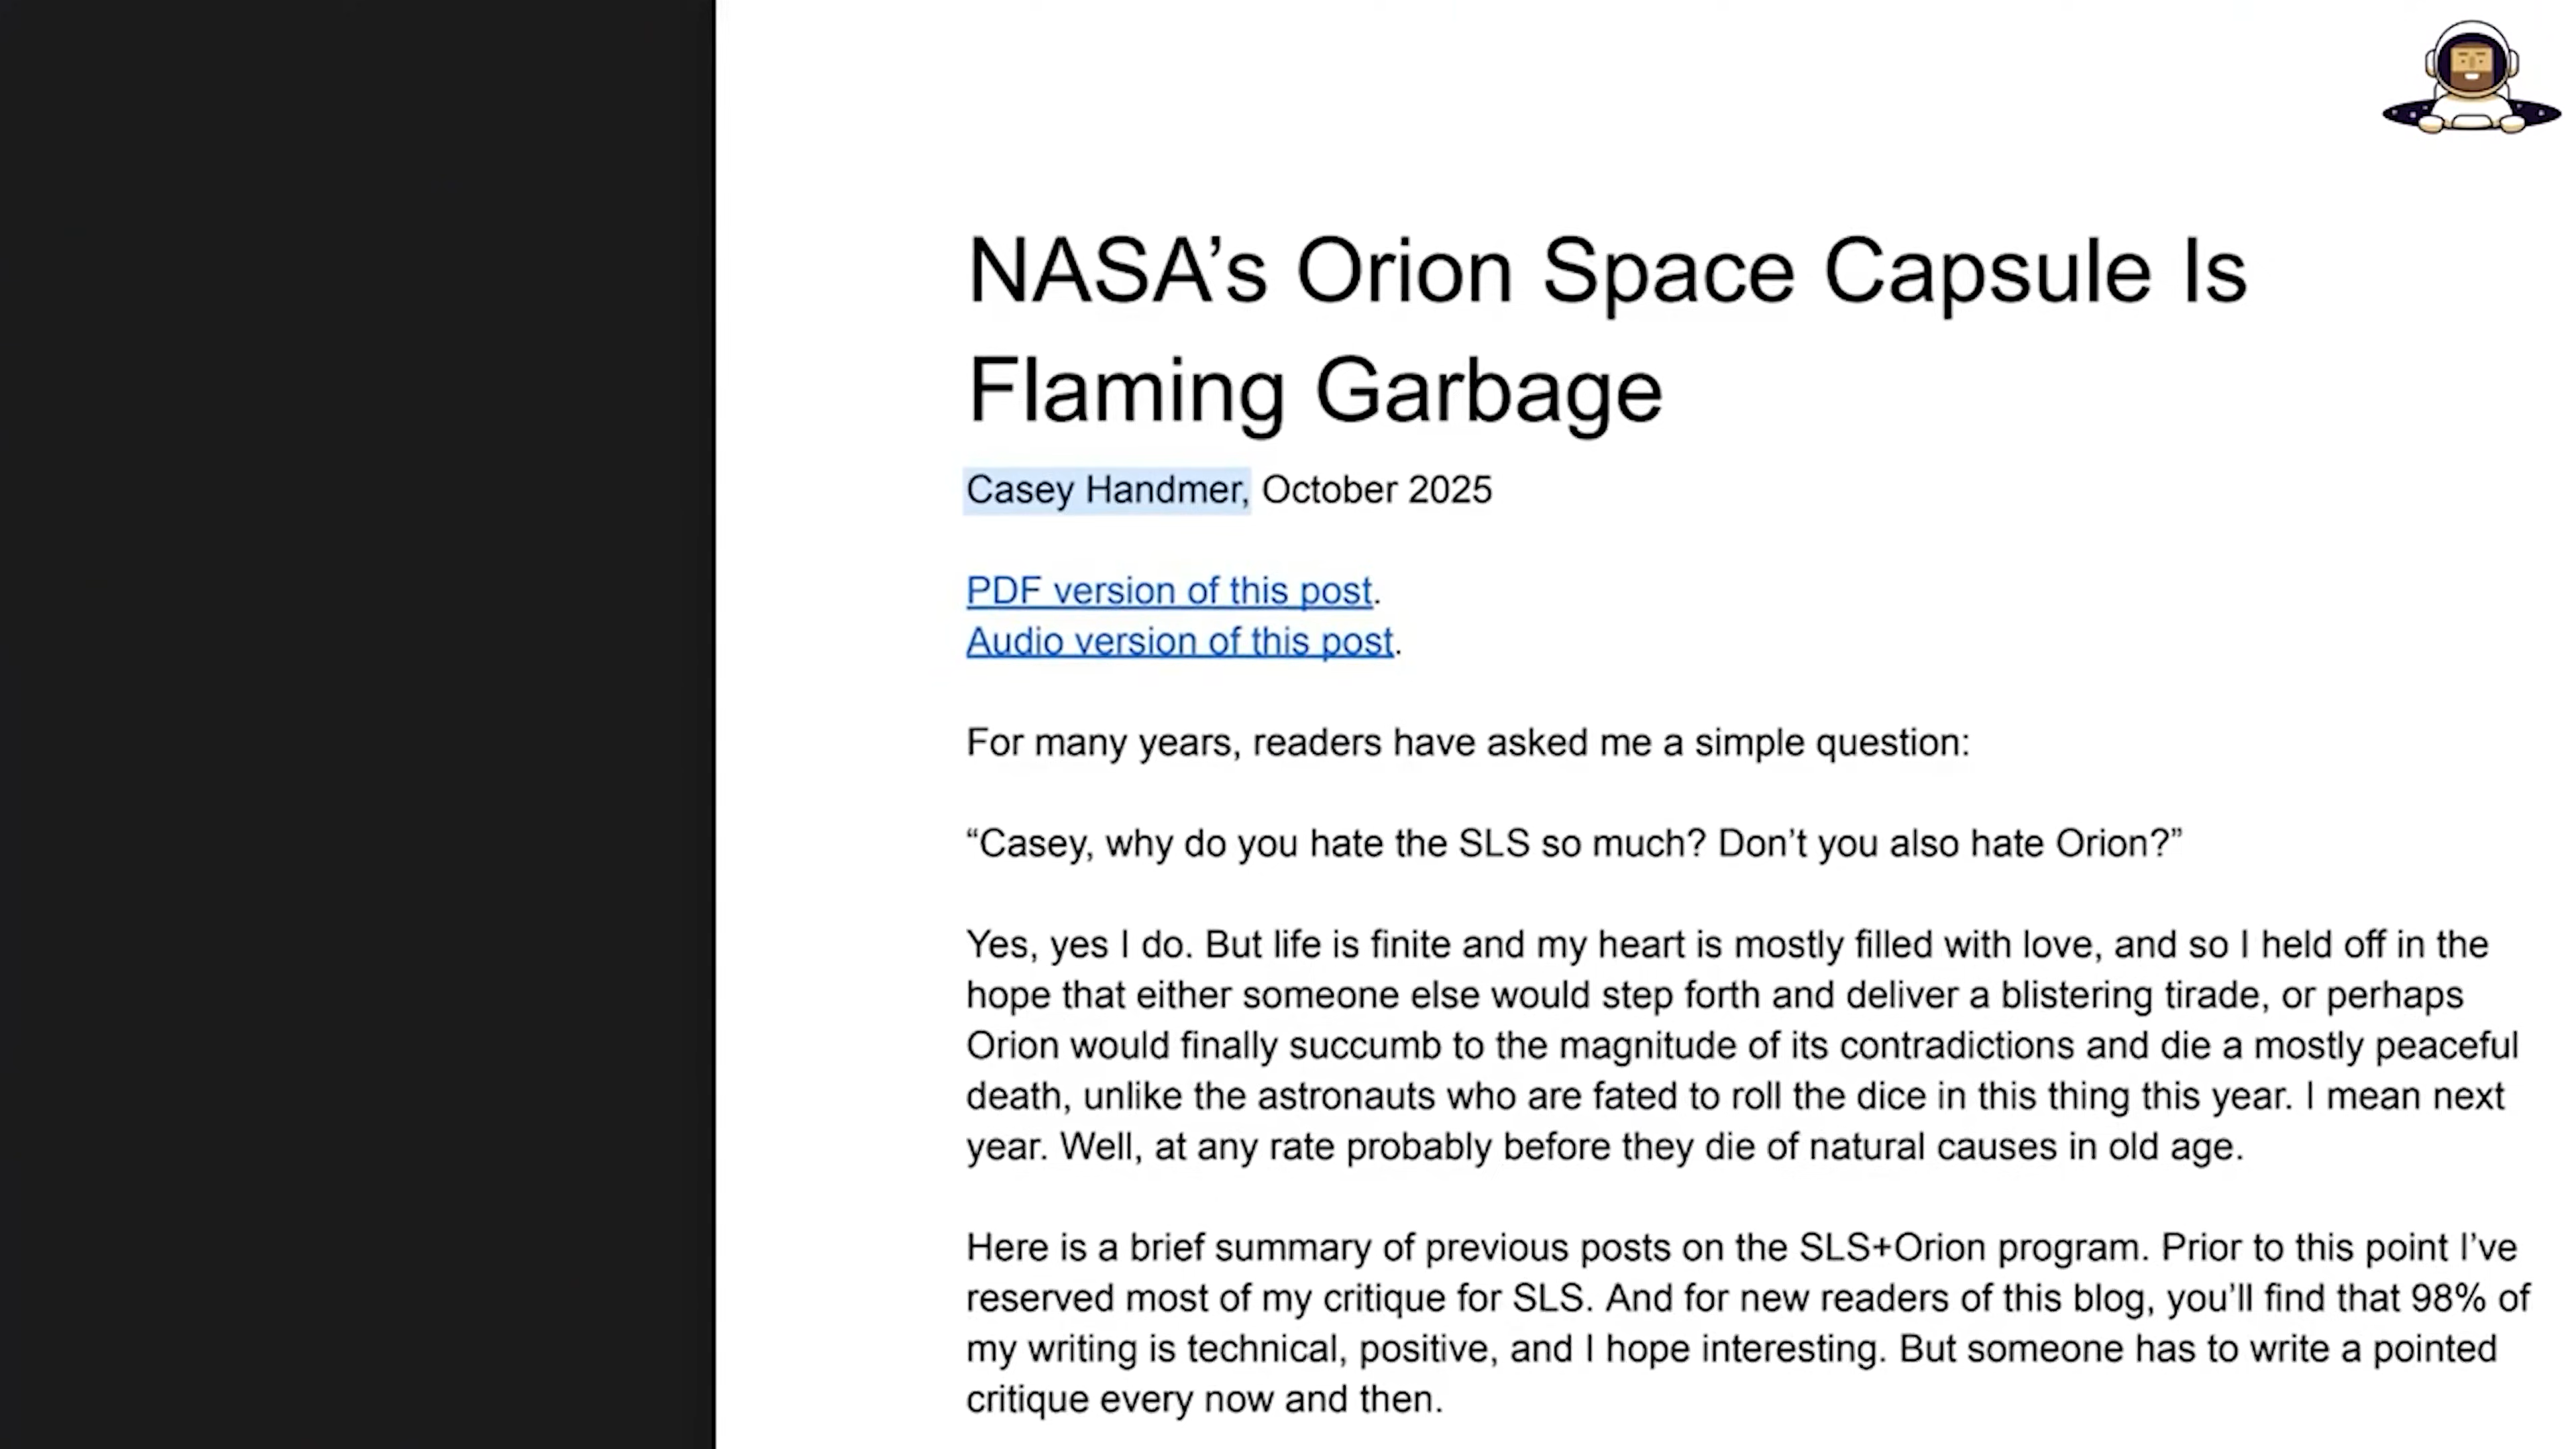 NASA’s Orion Space Capsule Is
Flaming Garbage
Casey Handmer, October 2025
PDF version of this post.
Audio version of this post.
For many years, readers have asked me a simple question:
“Casey, why do you hate the SLS so much? Don’t you also hate Orion?”
Yes, yes I do. But life is finite and my heart is mostly filled with love, and so I held off in the
hope that either someone else would step forth and deliver a blistering tirade, or perhaps
Orion would finally succumb to the magnitude of its contradictions and die a mostly peaceful
death, unlike the astronauts who are fated to roll the dice in this thing this year. I mean next
year. Well, at any rate probably before they die of natural causes in old age.
Here is a brief summary of previous posts on the SLS+Orion program. Prior to this point I’ve
reserved most of my critique for SLS. And for new readers of this blog, you’ll find that 98% of
my writing is technical, positive, and I hope interesting. But someone has to write a pointed
critique every now and then.